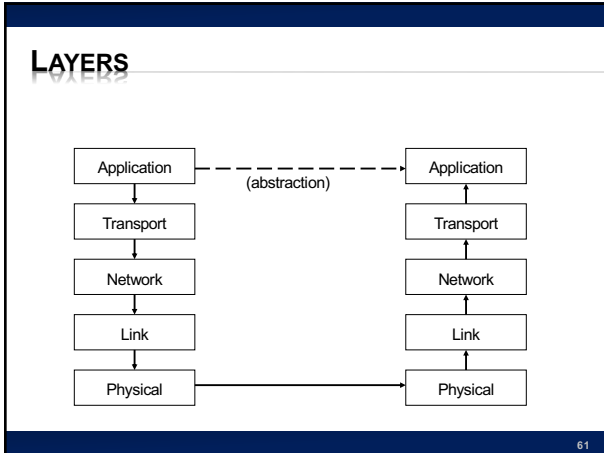 LAYERS
Application
(abstraction)
Application
Transport
Transport
Network
Network
Link
Link
Physical
Physical
61